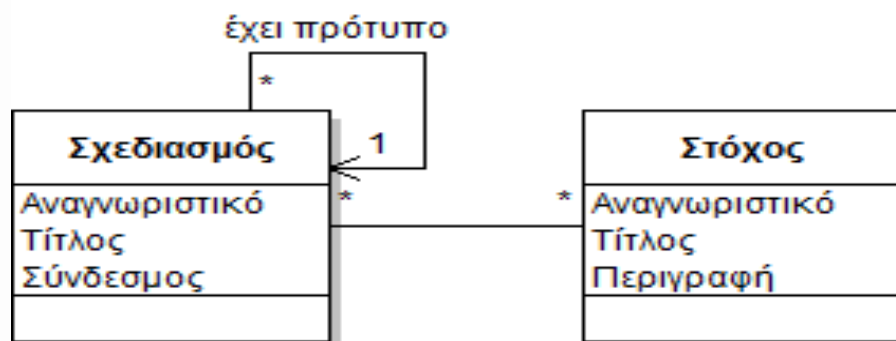 έχει πρότυπο
*
1
Σχεδιασμός
Αναγνωριστικό
Τίτλος
Σύνδεσμος
*
*
Στόχος
Αναγνωριστικό
Τίτλος
Περιγραφή